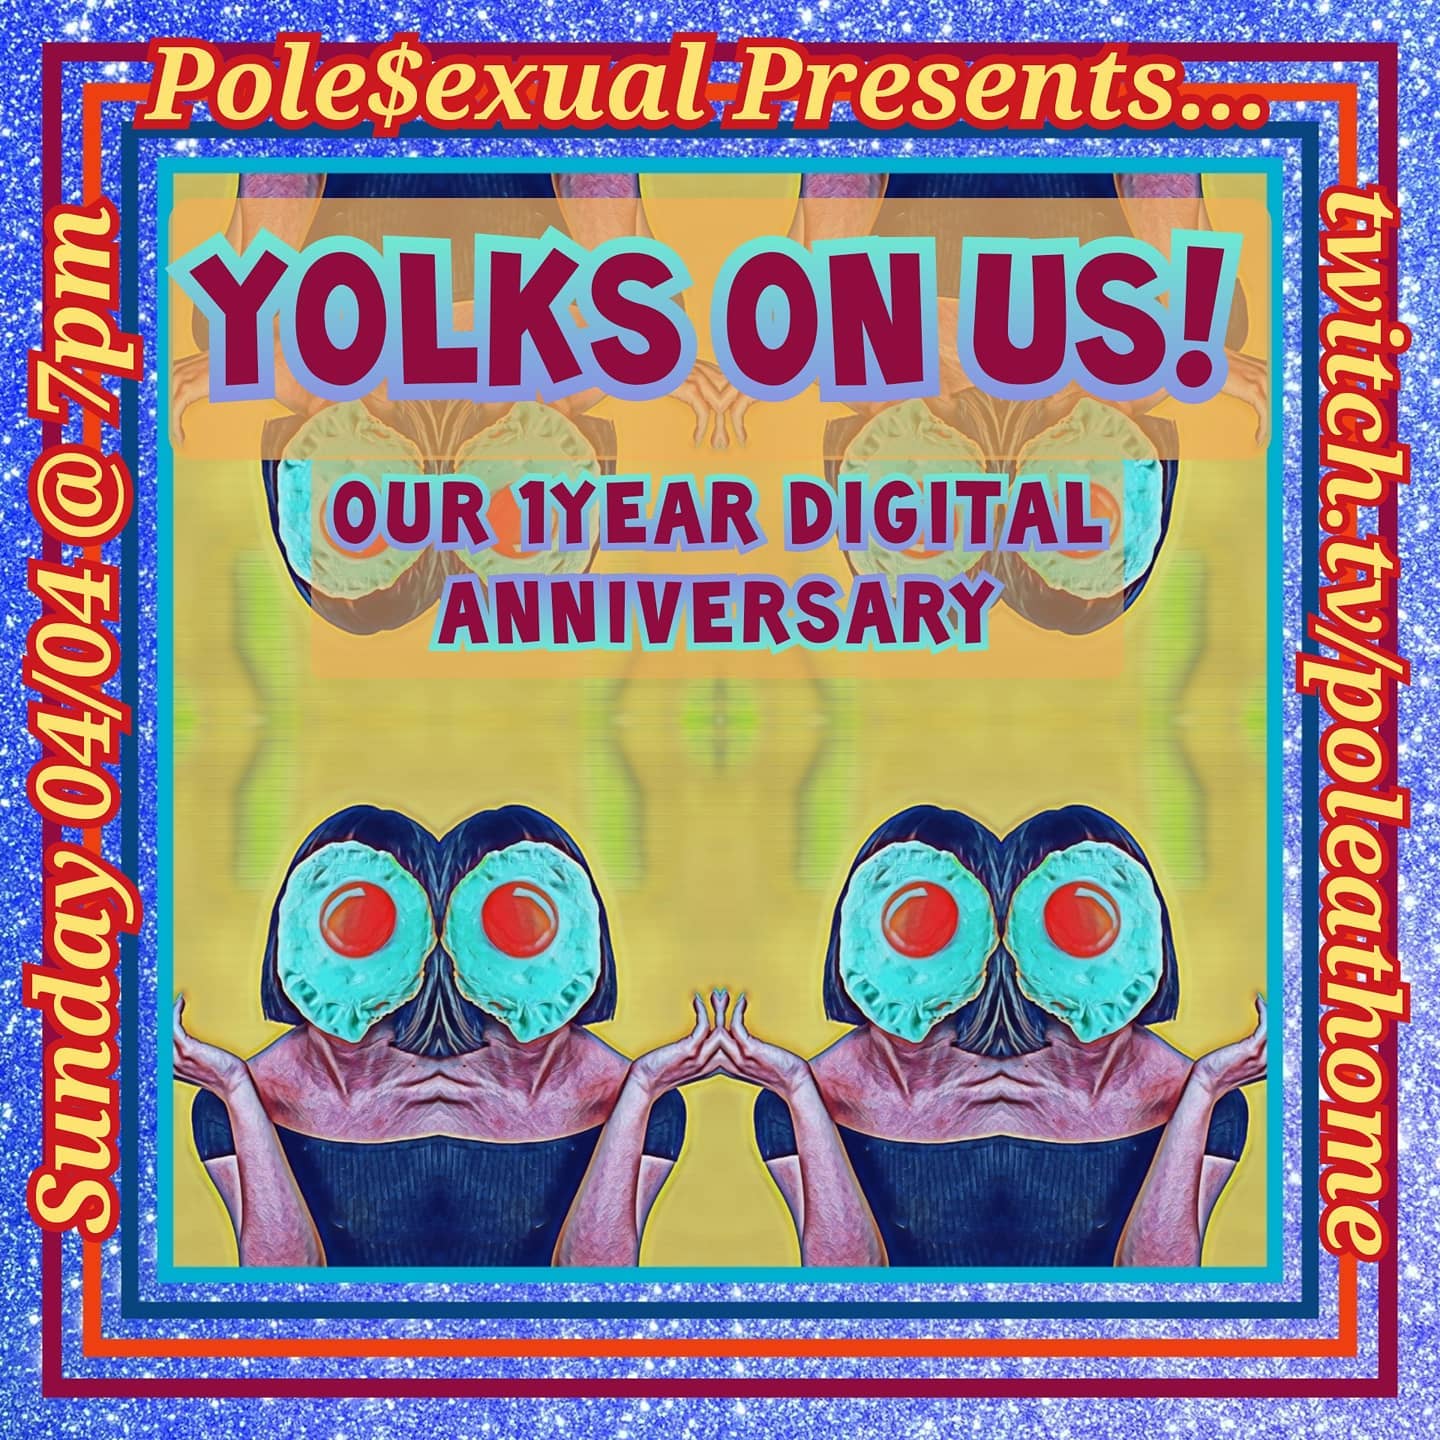 Pole$exual Presents...
YOLKS ON US!
OUR 1YEAR DIGITAL
ANNIVERSARY
Sunday 04/04 @ 7pm
twitch.tv/poleathome